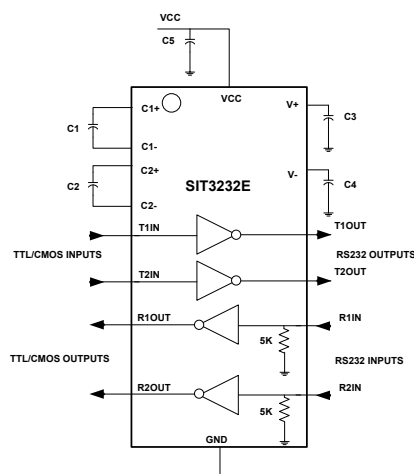 VCC
C5
VCC
C1+
V+
C3
C1
C1-
C2+
V-
C2
SIT3232E
C4
C2-
T1IN
T1OUT
TTL/CMOS INPUTS
RS232 OUTPUTS
T2IN
T2OUT
R1OUT
R1IN
5K
TTL/CMOS OUTPUTS
RS232 INPUTS
R2OUT
R2IN
5K
GND